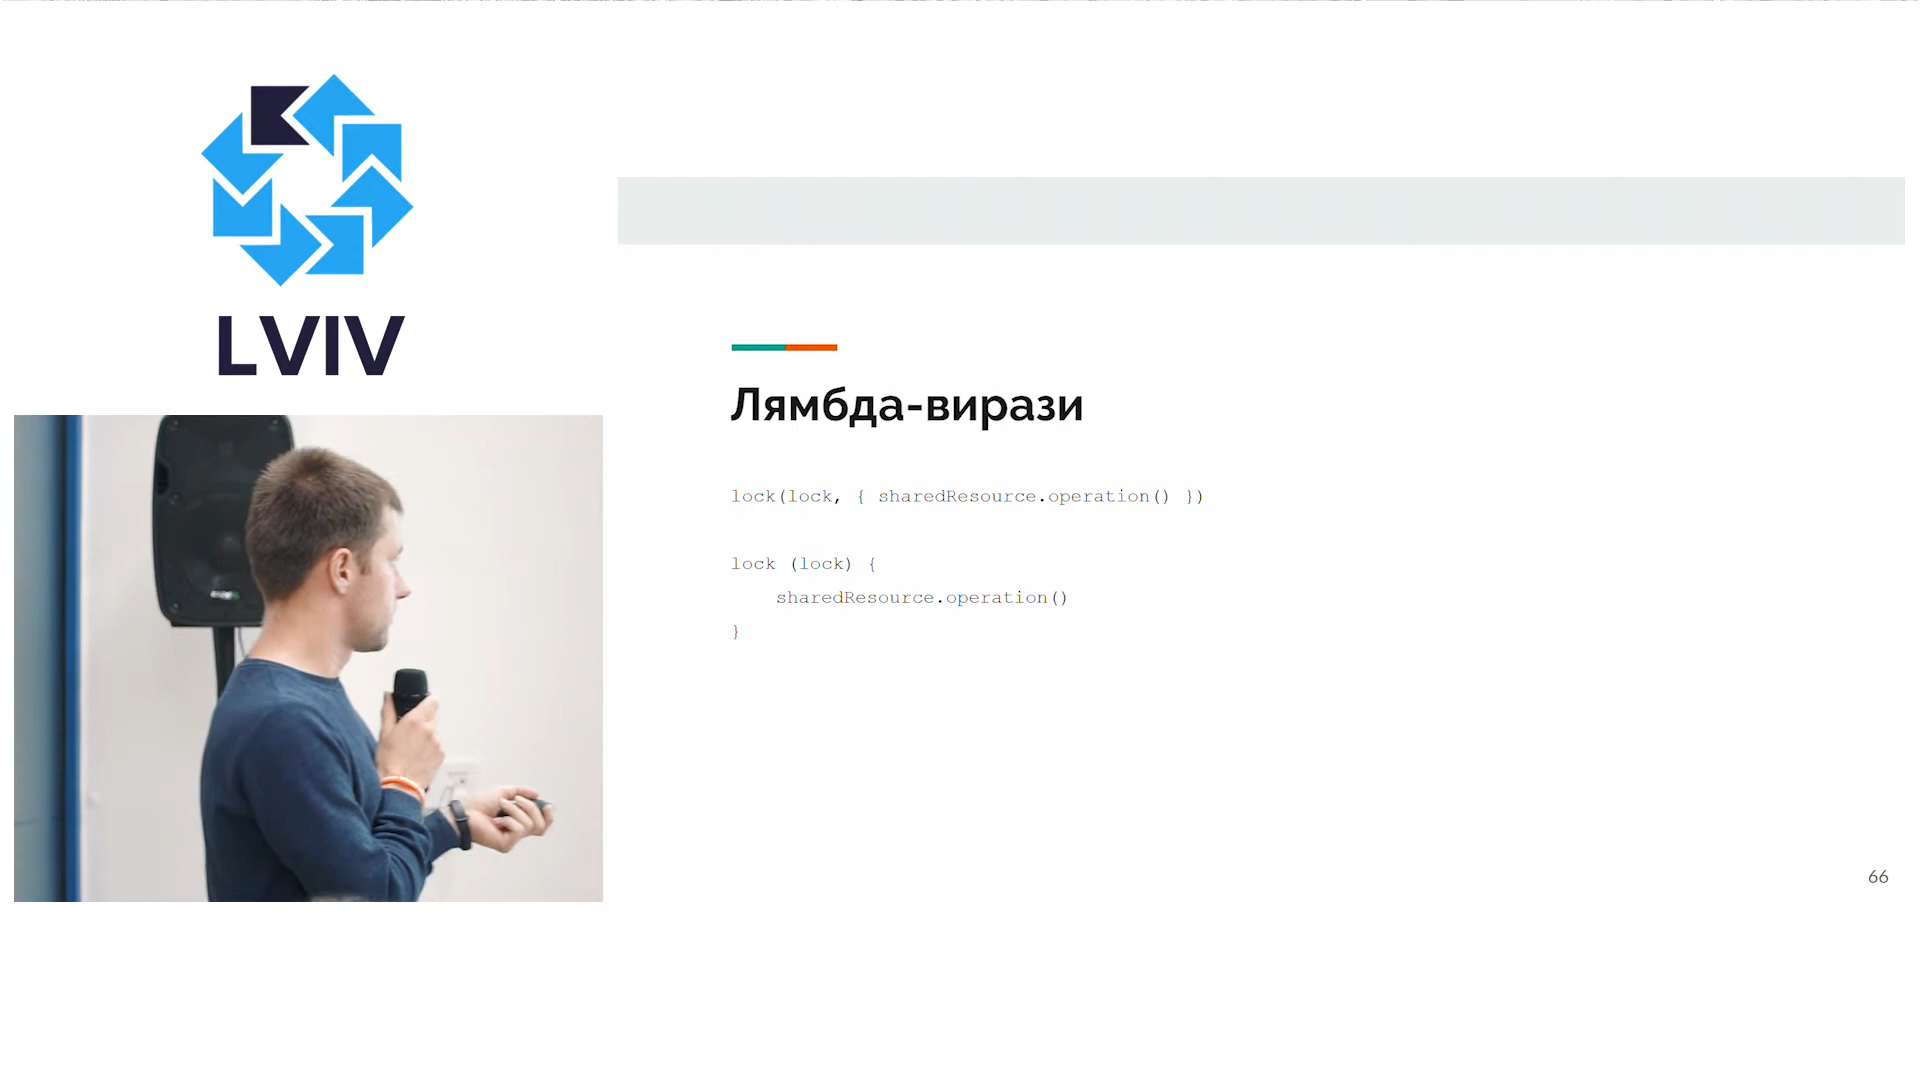 LVIV
Лямбда-вирази
lock(lock, { sharedResource.operation() })
lock (lock) {
    sharedResource.operation()
}
66